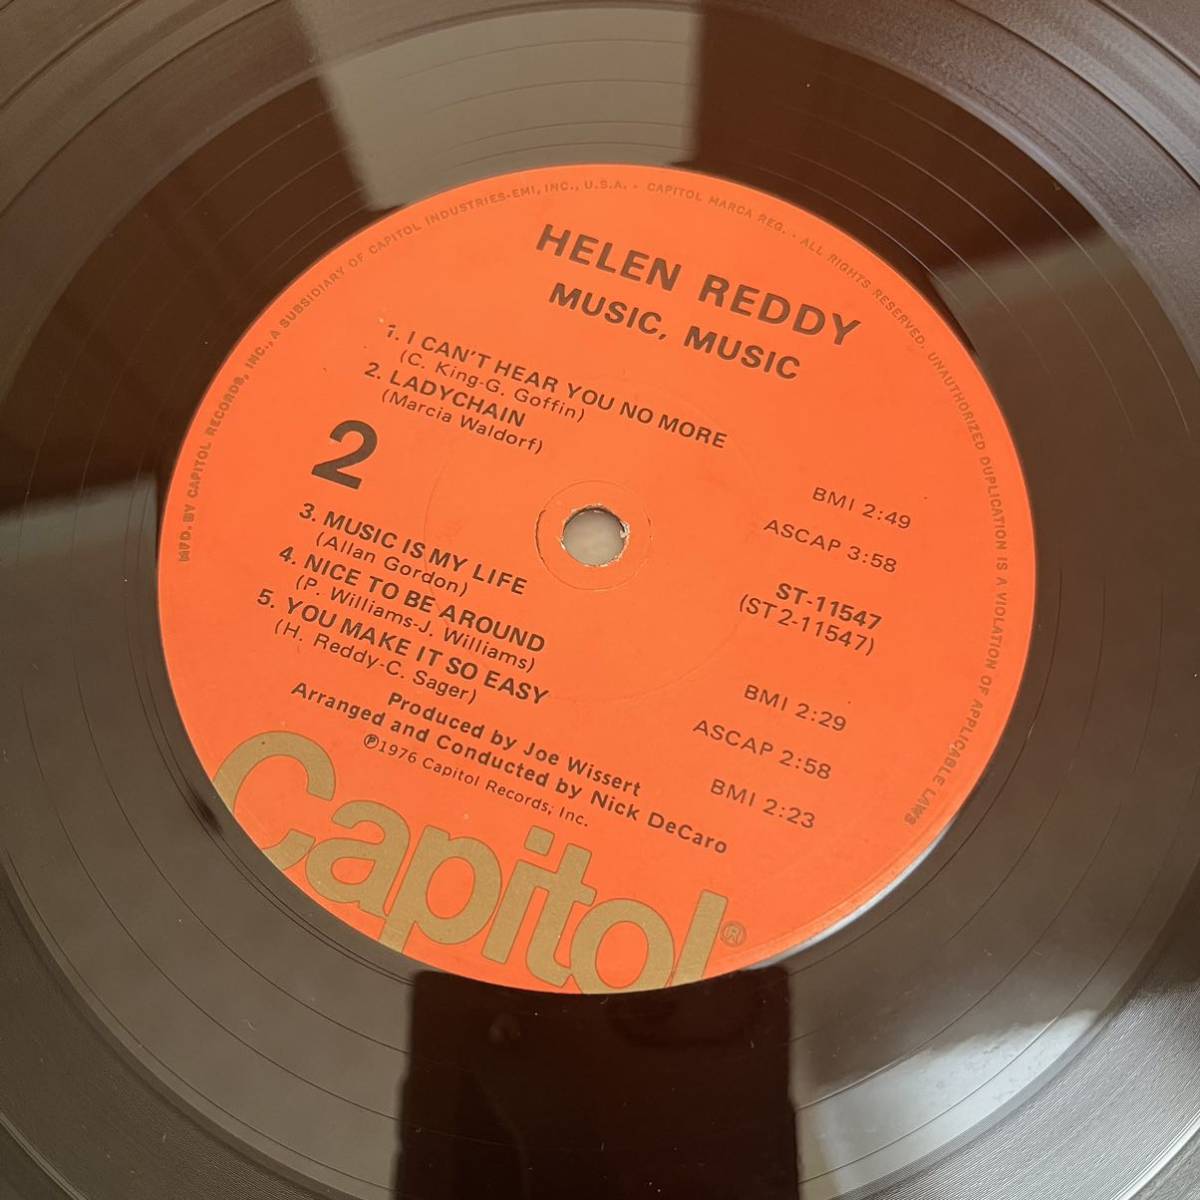 MFD. BY CAPITOL RECORDS, INC., A SUBSIDIARY OF CAPITOL INDUSTRIES-EMI, INC., U.S.A. · CAPITOL MARCA REG. · ALL RIGHTS RESERVED. UNAUTHORIZED DUPLICATION IS A VIOLATION OF APPLICABLE LAWS
HELEN REDDY
MUSIC, MUSIC
1. I CAN'T HEAR YOU NO MORE BMI 2:49
(C. King-G. Goffin)
2. LADYCHAIN ASCAP 3:58
(Marcia Waldorf)
2
ST-11547
(ST2-11547)
3. MUSIC IS MY LIFE BMI 2:29
(Allan Gordon)
4. NICE TO BE AROUND ASCAP 2:58
(P. Williams-J. Williams)
5. YOU MAKE IT SO EASY BMI 2:23
(H. Reddy-C. Sager)
Produced by Joe Wissert
Arranged and Conducted by Nick DeCaro
℗1976 Capitol Records, Inc.
Capitol®